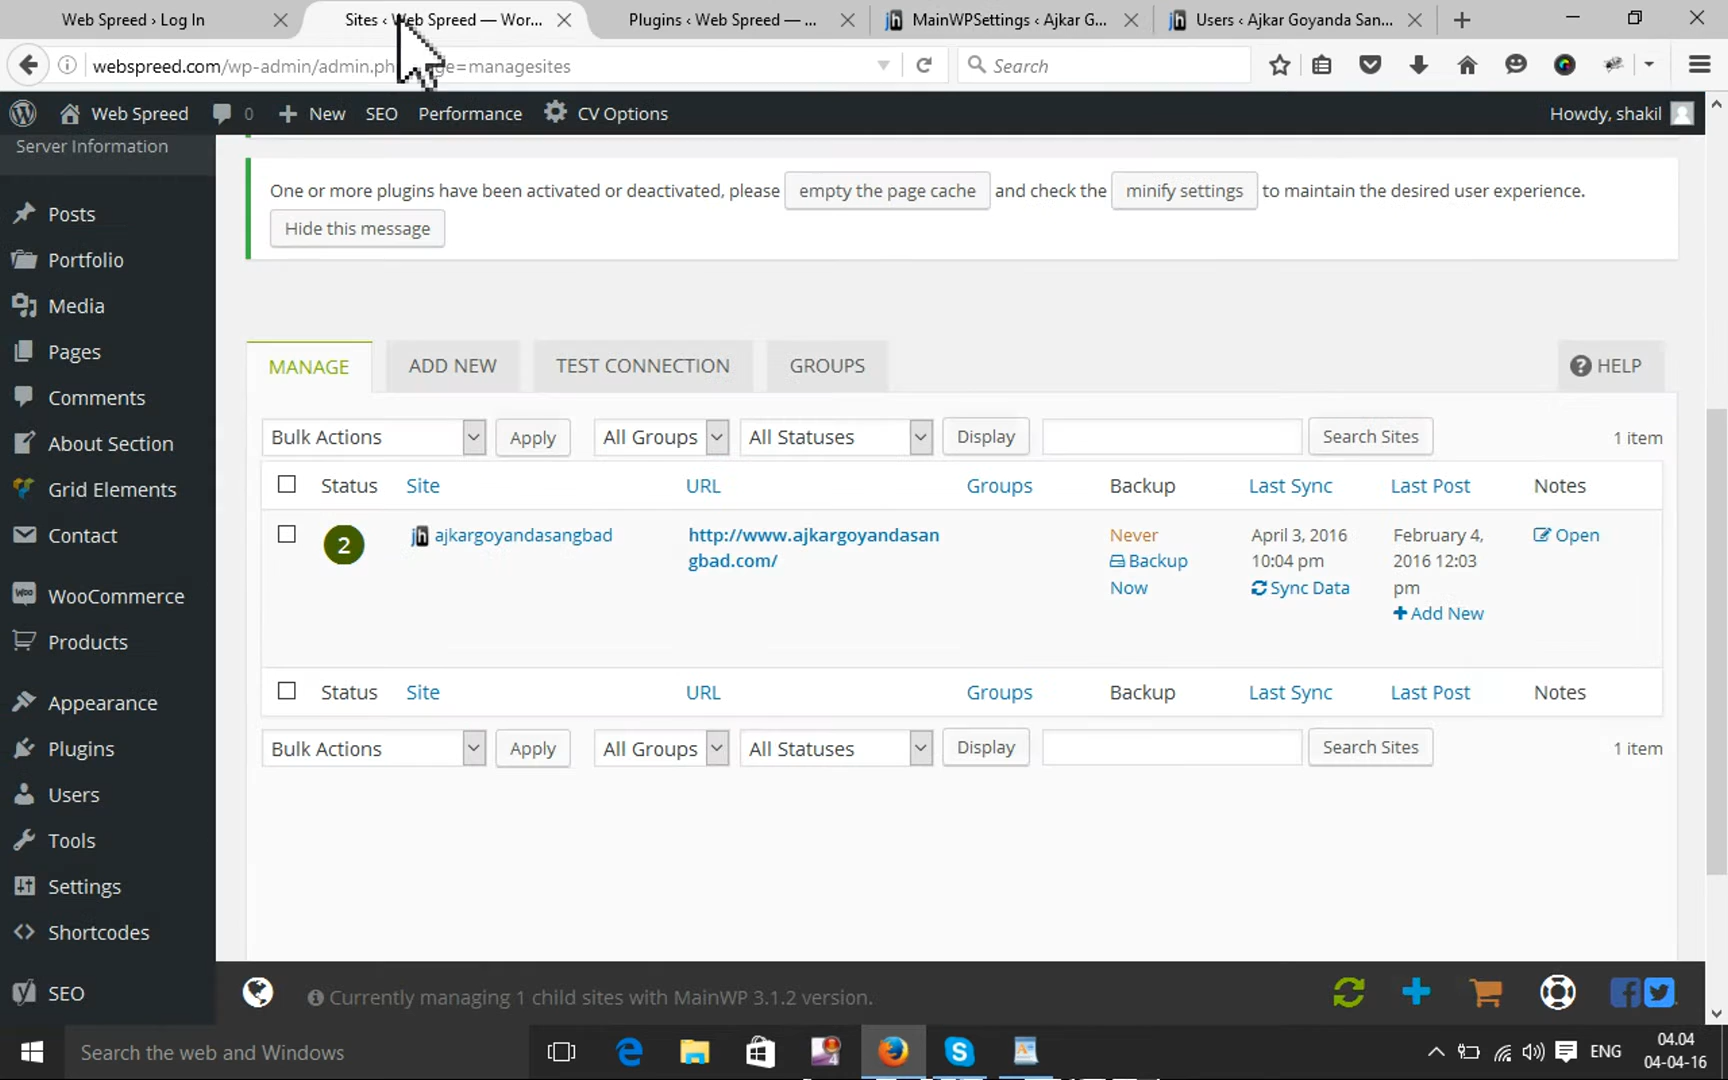 Web Spreed › Log In
Sites ‹ Web Spreed — Wor...
Plugins ‹ Web Spreed — ...
MainWPSettings ‹ Ajkar G...
Users ‹ Ajkar Goyanda San...
webspreed.com/wp-admin/admin.ph
=managesites
Search
Web Spreed 0 New SEO Performance CV Options
Howdy, shakil
Server Information
Posts
Portfolio
Media
Pages
Comments
About Section
Grid Elements
Contact
WooCommerce
Products
Appearance
Plugins
Users
Tools
Settings
Shortcodes
SEO
One or more plugins have been activated or deactivated, please empty the page cache and check the minify settings to maintain the desired user experience.
Hide this message
MANAGE ADD NEW TEST CONNECTION GROUPS HELP
Bulk Actions Apply All Groups All Statuses Display Search Sites 1 item
Status Site URL Groups Backup Last Sync Last Post Notes
2 jh ajkargoyandasangbad http://www.ajkargoyandasan Never April 3, 2016 February 4, Open
gbad.com/ Backup 10:04 pm 2016 12:03
Now Sync Data pm
Add New
Status Site URL Groups Backup Last Sync Last Post Notes
Bulk Actions Apply All Groups All Statuses Display Search Sites 1 item
Currently managing 1 child sites with MainWP 3.1.2 version.
Search the web and Windows
ENG
04.04
04-04-16